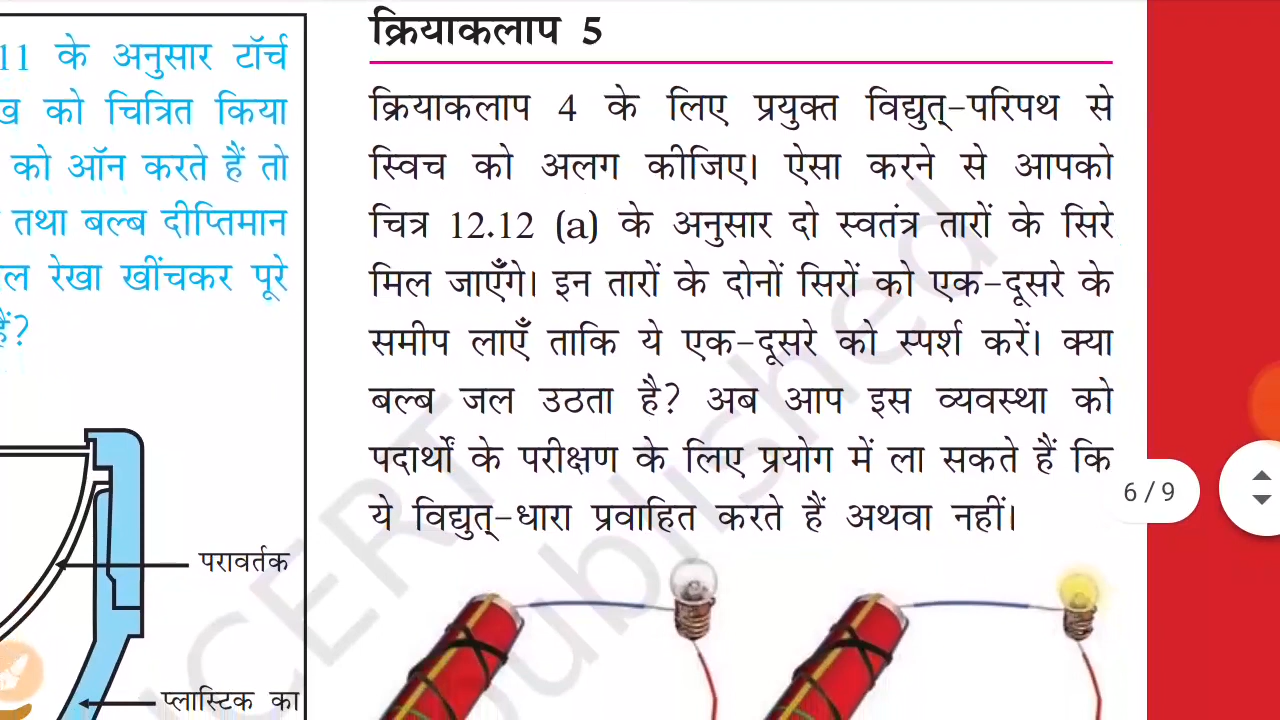 11 के अनुसार टॉर्च
को चित्रित किया
को ऑन करते हैं तो
तथा बल्ब दीप्तिमान
रेखा खींचकर पूरे
हैं?
परावर्तक
प्लास्टिक का
क्रियाकलाप 5
क्रियाकलाप 4 के लिए प्रयुक्त विद्युत्-परिपथ से
स्विच को अलग कीजिए। ऐसा करने से आपको
चित्र 12.12 (a) के अनुसार दो स्वतंत्र तारों के सिरे
मिल जाएँगे। इन तारों के दोनों सिरों को एक-दूसरे के
समीप लाएँ ताकि ये एक-दूसरे को स्पर्श करें। क्या
बल्ब जल उठता है? अब आप इस व्यवस्था को
पदार्थों के परीक्षण के लिए प्रयोग में ला सकते हैं कि
ये विद्युत्-धारा प्रवाहित करते हैं अथवा नहीं।
6 / 9
NCERT
published